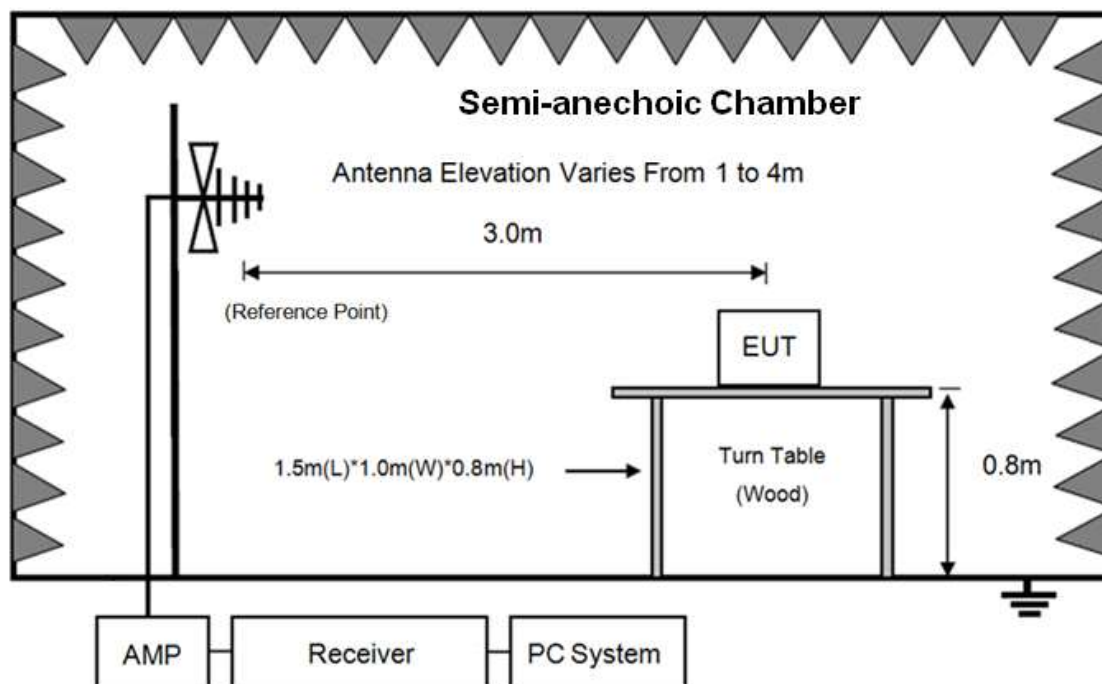 Semi-anechoic Chamber
Antenna Elevation Varies From 1 to 4m
3.0m
(Reference Point)
EUT
1.5m(L)*1.0m(W)*0.8m(H)
Turn Table
(Wood)
0.8m
AMP
Receiver
PC System